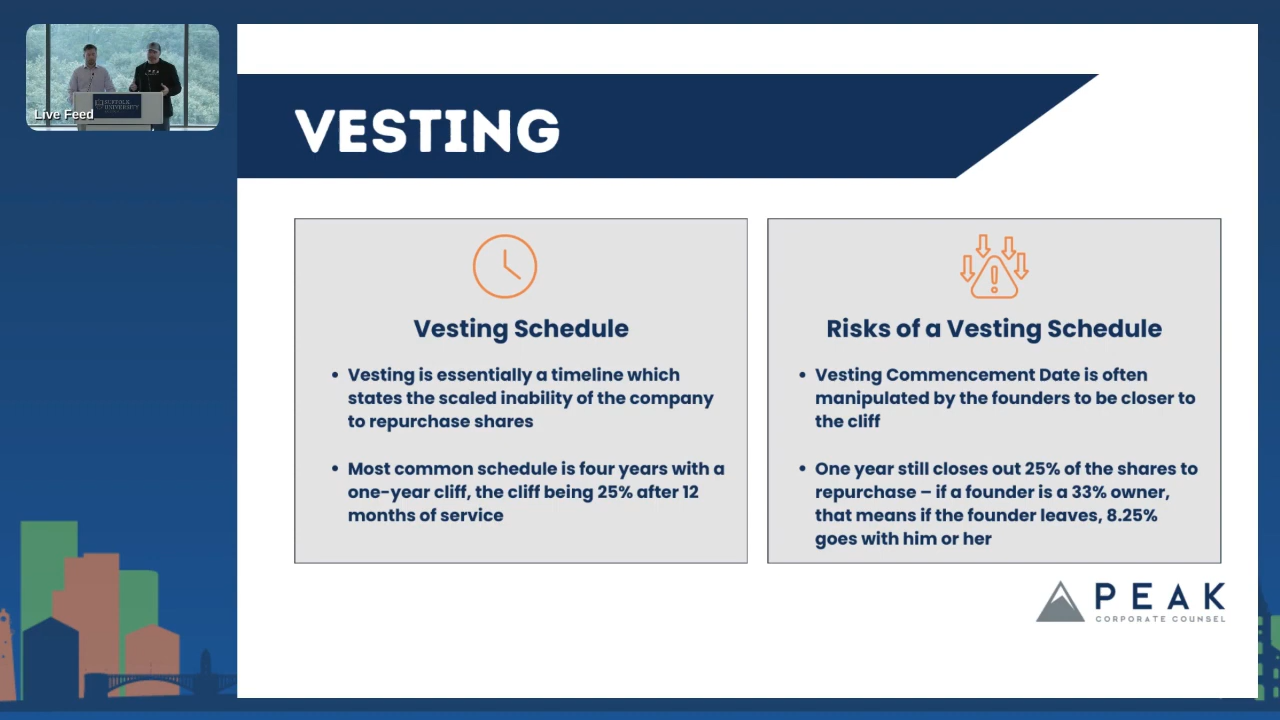 Live Feed
SUFFOLK
UNIVERSITY
VESTING
Vesting Schedule
• Vesting is essentially a timeline which
states the scaled inability of the company
to repurchase shares
• Most common schedule is four years with a
one-year cliff, the cliff being 25% after 12
months of service
Risks of a Vesting Schedule
• Vesting Commencement Date is often
manipulated by the founders to be closer to
the cliff
• One year still closes out 25% of the shares to
repurchase – if a founder is a 33% owner,
that means if the founder leaves, 8.25%
goes with him or her
PEAK
CORPORATE COUNSEL